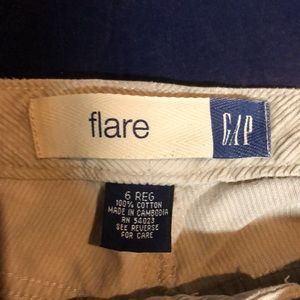 flare GAP
6 REG
100% COTTON
MADE IN CAMBODIA
RN 54023
SEE REVERSE
FOR CARE